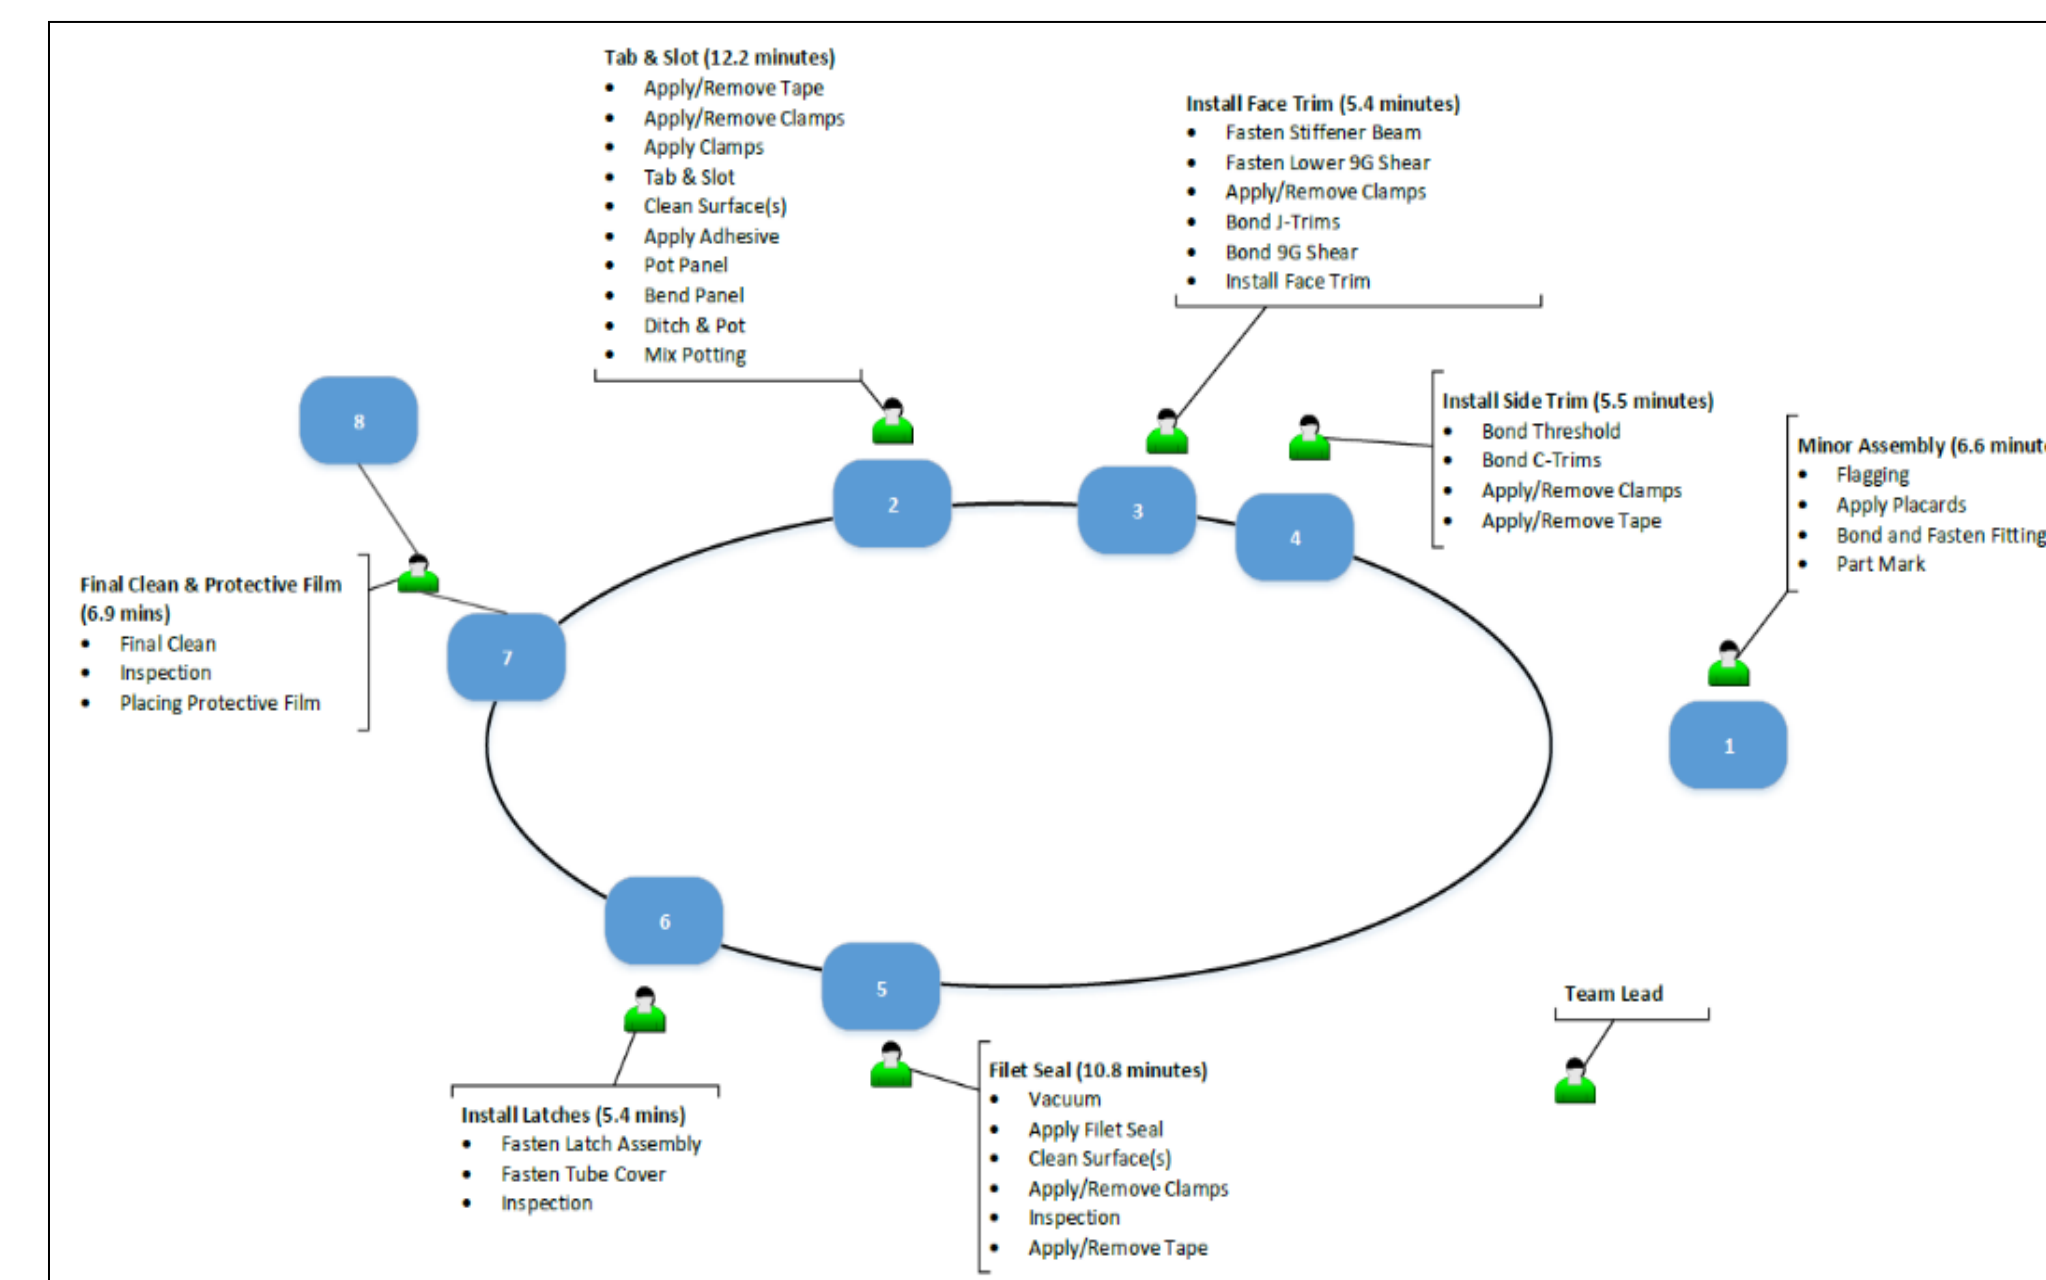 Tab & Slot (12.2 minutes)
• Apply/Remove Tape
• Apply/Remove Clamps
• Apply Clamps
• Tab & Slot
• Clean Surface(s)
• Apply Adhesive
• Pot Panel
• Bend Panel
• Ditch & Pot
• Mix Potting
Install Face Trim (5.4 minutes)
• Fasten Stiffener Beam
• Fasten Lower 9G Shear
• Apply/Remove Clamps
• Bond J-Trims
• Bond 9G Shear
• Install Face Trim
Install Side Trim (5.5 minutes)
• Bond Threshold
• Bond C-Trims
• Apply/Remove Clamps
• Apply/Remove Tape
Minor Assembly (6.6 minute
• Flagging
• Apply Placards
• Bond and Fasten Fitting
• Part Mark
8
2
3
4
Final Clean & Protective Film
(6.9 mins)
• Final Clean
• Inspection
• Placing Protective Film
7
1
6
5
Team Lead
Install Latches (5.4 mins)
• Fasten Latch Assembly
• Fasten Tube Cover
• Inspection
Filet Seal (10.8 minutes)
• Vacuum
• Apply Filet Seal
• Clean Surface(s)
• Apply/Remove Clamps
• Inspection
• Apply/Remove Tape